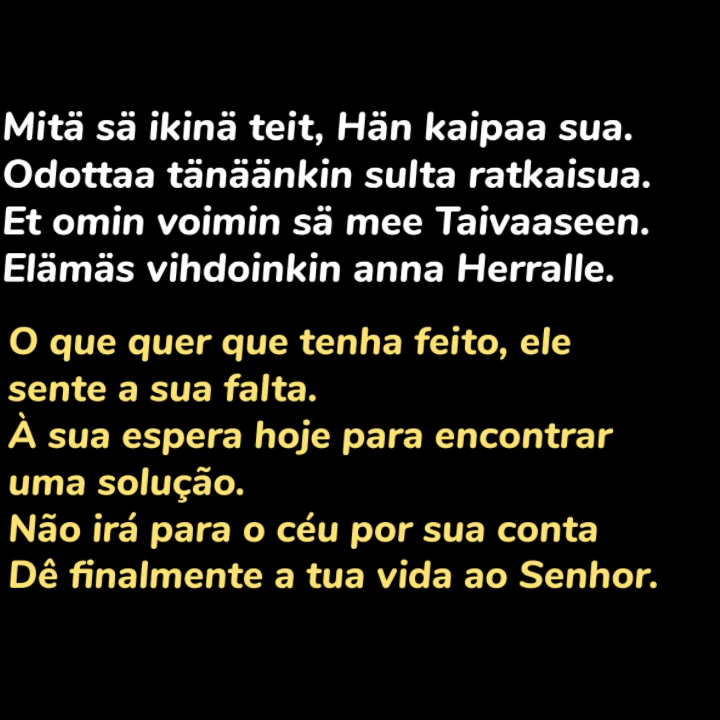 Mitä sä ikinä teit, Hän kaipaa sua.
Odottaa tänäänkin sulta ratkaisua.
Et omin voimin sä mee Taivaaseen.
Elämäs vihdoinkin anna Herralle.
O que quer que tenha feito, ele
sente a sua falta.
À sua espera hoje para encontrar
uma solução.
Não irá para o céu por sua conta
Dê finalmente a tua vida ao Senhor.